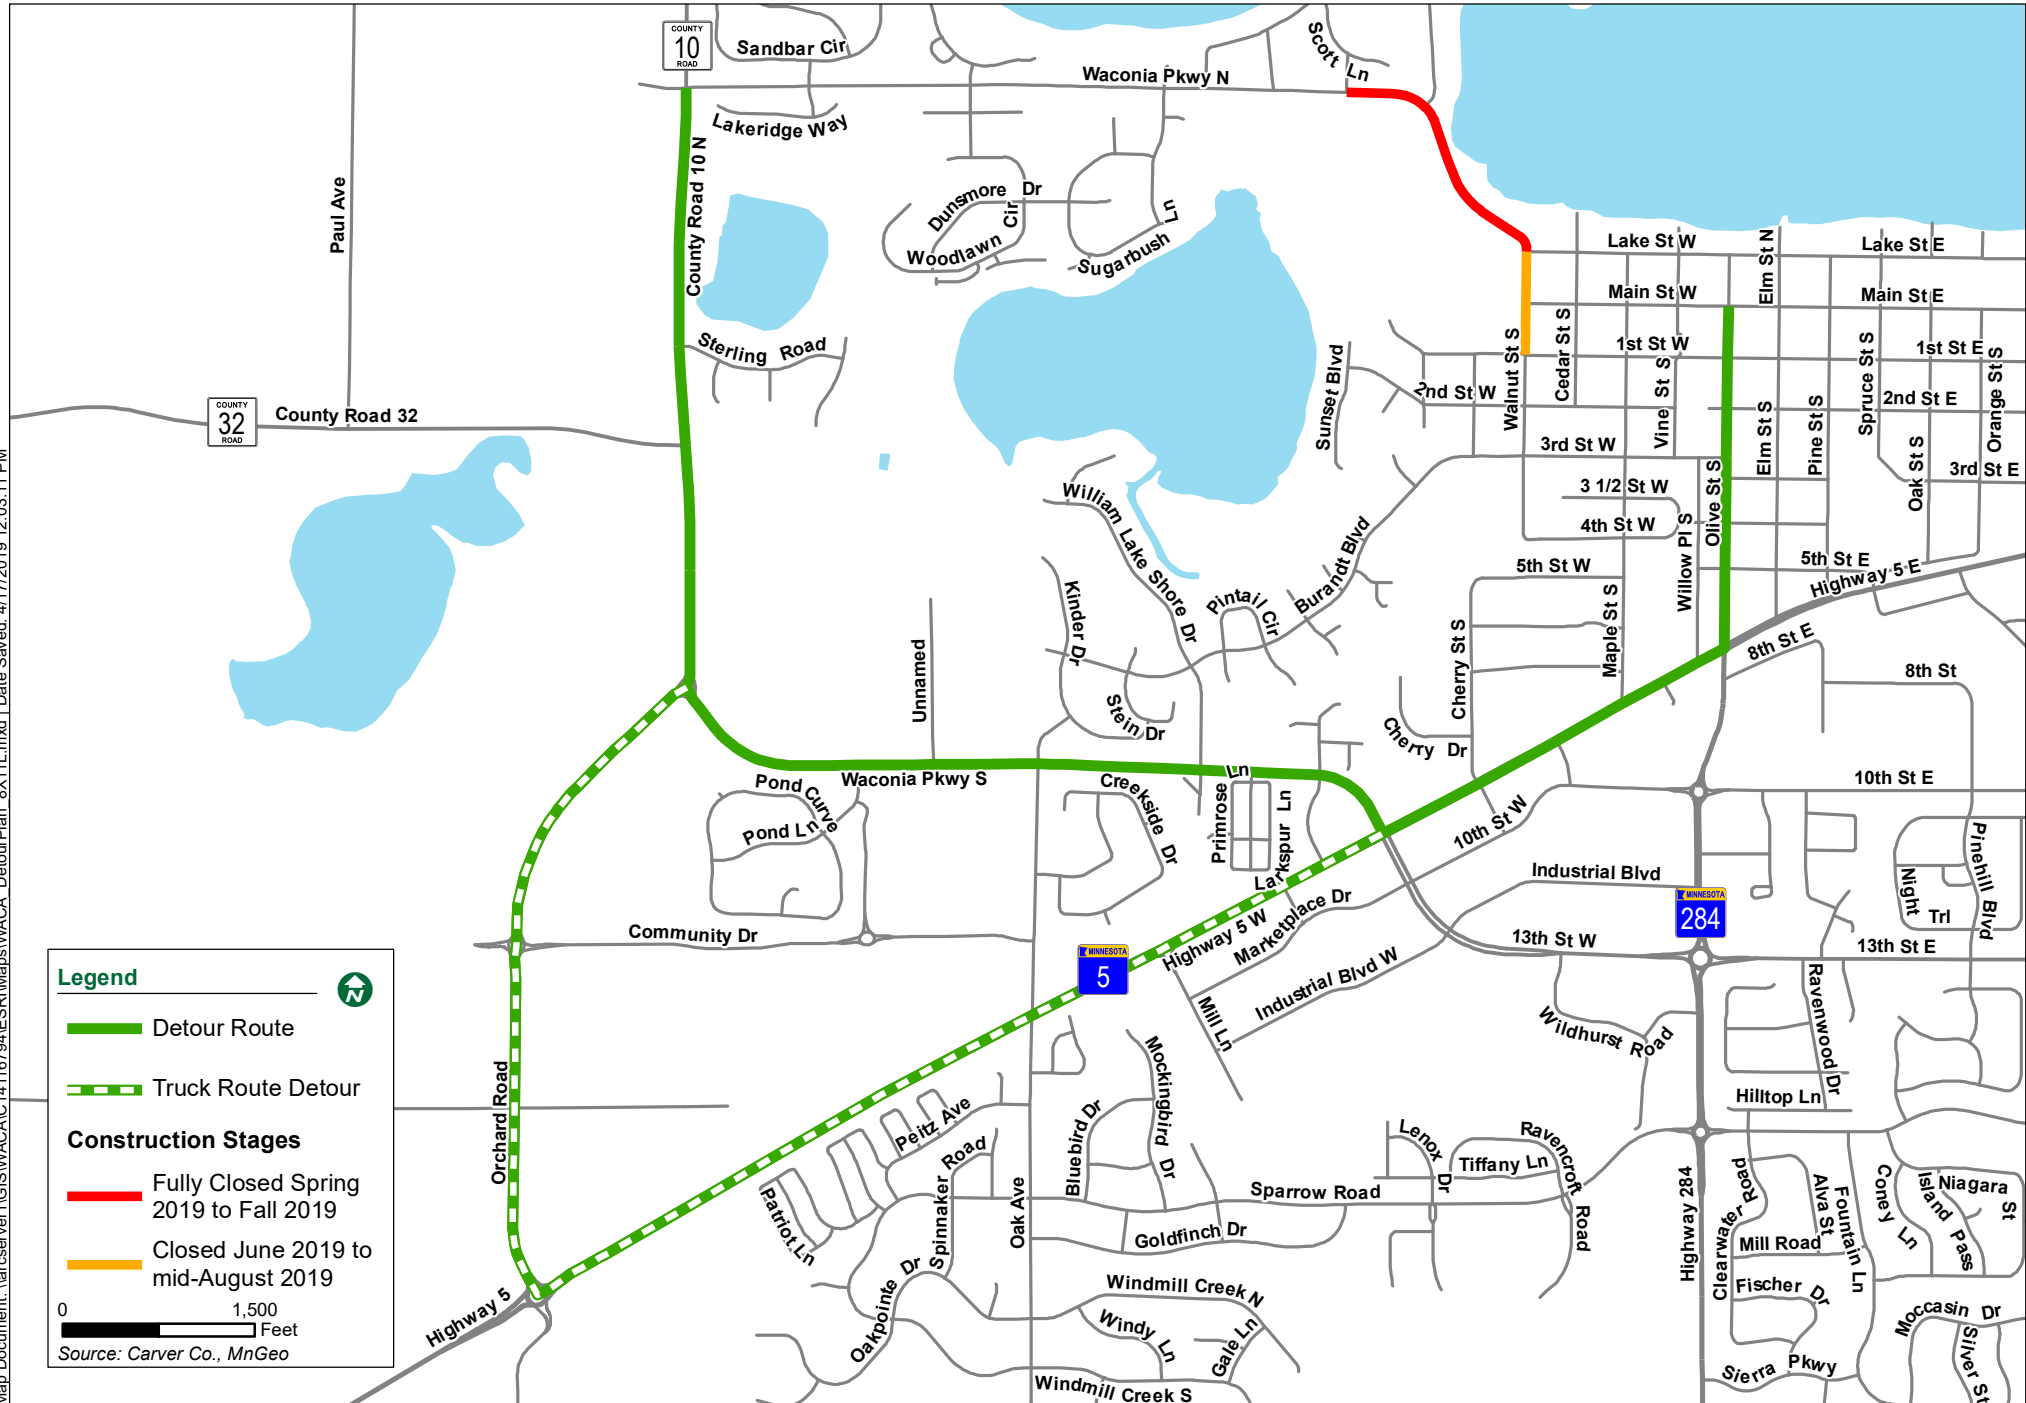 COUNTY
10
ROAD
Sandbar Cir
Scott Ln
Waconia Pkwy N
Lakeridge Way
County Road 10 N
Paul Ave
Dunsmore Dr
Woodlawn Cir
Sugarbush Ln
Lake St W
Elm St N
Lake St E
Main St W
Main St E
Sterling Road
Sunset Blvd
Walnut St S
Cedar St S
1st St W
Vine St S
Spruce St S
1st St E
Orange St S
COUNTY
32
ROAD
County Road 32
2nd St W
2nd St E
3rd St W
Elm St S
Pine St S
Oak St S
3rd St E
William Lake Shore Dr
3 1/2 St W
Olive St S
4th St W
Willow Pl S
Burandt Blvd
5th St W
5th St E
Highway 5 E
Kinder Dr
Pintail Cir
Maple St S
Cherry St S
8th St E
8th St
Unnamed
Stein Dr
Cherry Dr
Waconia Pkwy S
Pond Curve
Pond Ln
Creekside Dr
Primrose Ln
Larkspur Ln
10th St W
10th St E
Pinehill Blvd
Industrial Blvd
Night Trl
MINNESOTA
284
Community Dr
Highway 5 W
Marketplace Dr
13th St W
13th St E
MINNESOTA
5
Industrial Blvd W
Mill Ln
Wildhurst Road
Ravenwood Dr
Hilltop Ln
Orchard Road
Mockingbird Dr
Bluebird Dr
Peitz Ave
Spinnaker Road
Patriot Ln
Oak Ave
Sparrow Road
Goldfinch Dr
Lenox Dr
Tiffany Ln
Ravencroft Road
Highway 284
Clearwater Road
Alva St
Fountain Ln
Coney Ln
Island Pass
Niagara St
Mill Road
Fischer Dr
Oakpointe Dr
Windmill Creek N
Windy Ln
Gale Ln
Windmill Creek S
Moccasin Dr
Silver St
Sierra Pkwy
Highway 5
Legend
N
Detour Route
Truck Route Detour
Construction Stages
Fully Closed Spring
2019 to Fall 2019
Closed June 2019 to
mid-August 2019
0 1,500
Feet
Source: Carver Co., MnGeo